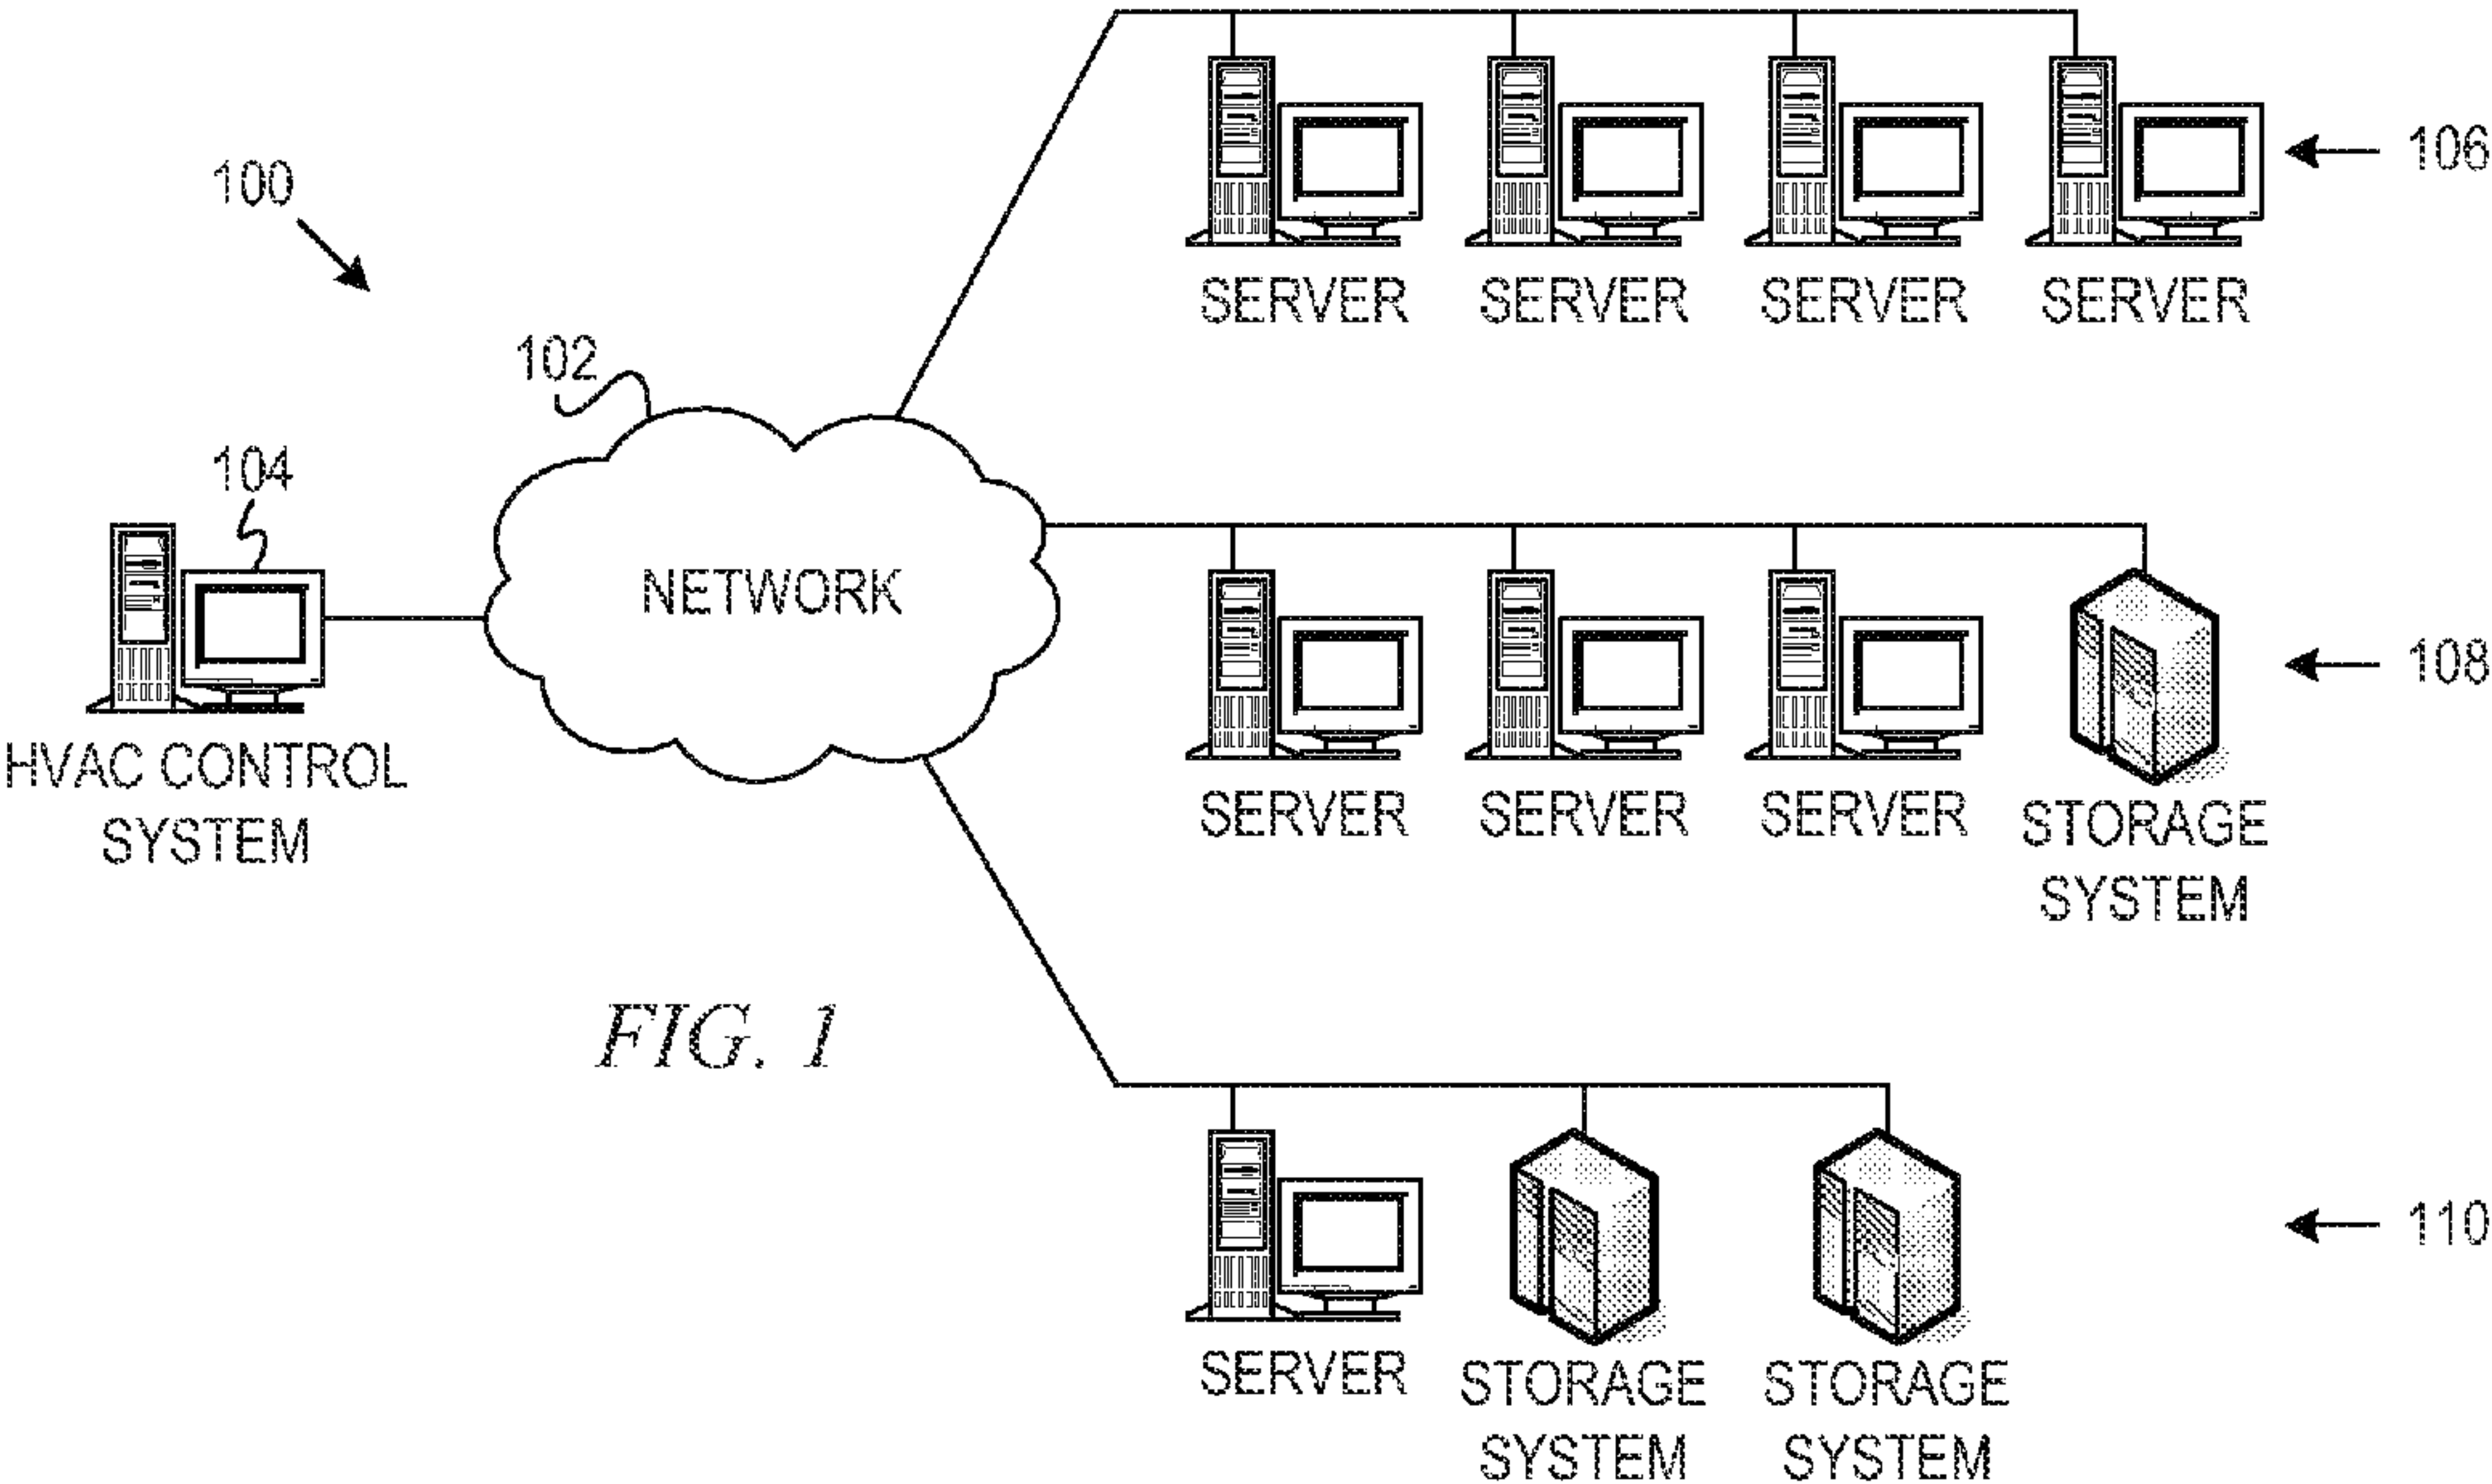 100
106
SERVER SERVER SERVER SERVER
102
104
NETWORK
108
HVAC CONTROL
SYSTEM
SERVER SERVER SERVER STORAGE
SYSTEM
FIG. 1
110
SERVER STORAGE STORAGE
SYSTEM SYSTEM